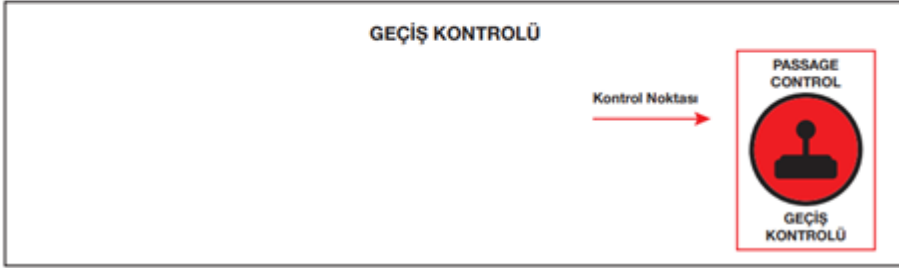 GEÇİŞ KONTROLÜ
Kontrol Noktası
PASSAGE
CONTROL
GEÇİŞ
KONTROLÜ